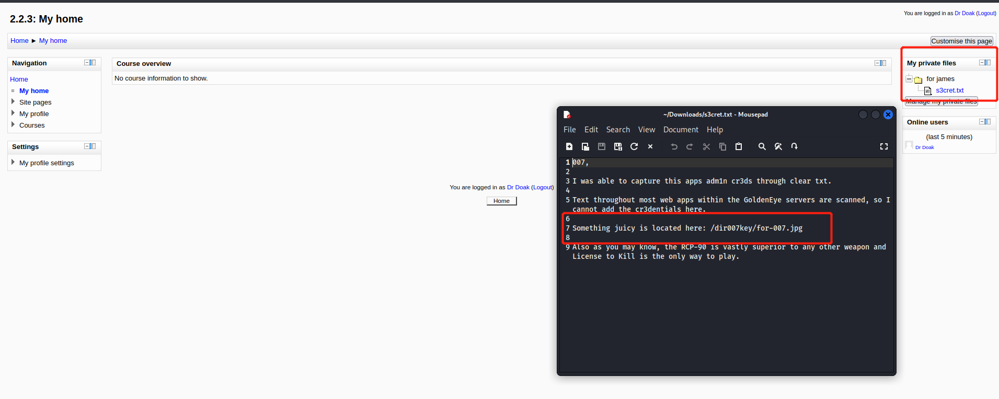 2.2.3: My home
You are logged in as Dr Doak (Logout)
Home ► My home
Customise this page
Navigation
Home
My home
Site pages
My profile
Courses
Settings
My profile settings
Course overview
No course information to show.
You are logged in as Dr Doak (Logout)
Home
My private files
for james
s3cret.txt
Manage my private files
Online users
(last 5 minutes)
Dr Doak
~/Downloads/s3cret.txt - Mousepad
File Edit Search View Document Help
1 007,
2
3 I was able to capture this apps adm1n cr3ds through clear txt.
4
5 Text throughout most web apps within the GoldenEye servers are scanned, so I
cannot add the cr3dentials here.
6
7 Something juicy is located here: /dir007key/for-007.jpg
8
9 Also as you may know, the RCP-90 is vastly superior to any other weapon and
License to Kill is the only way to play.